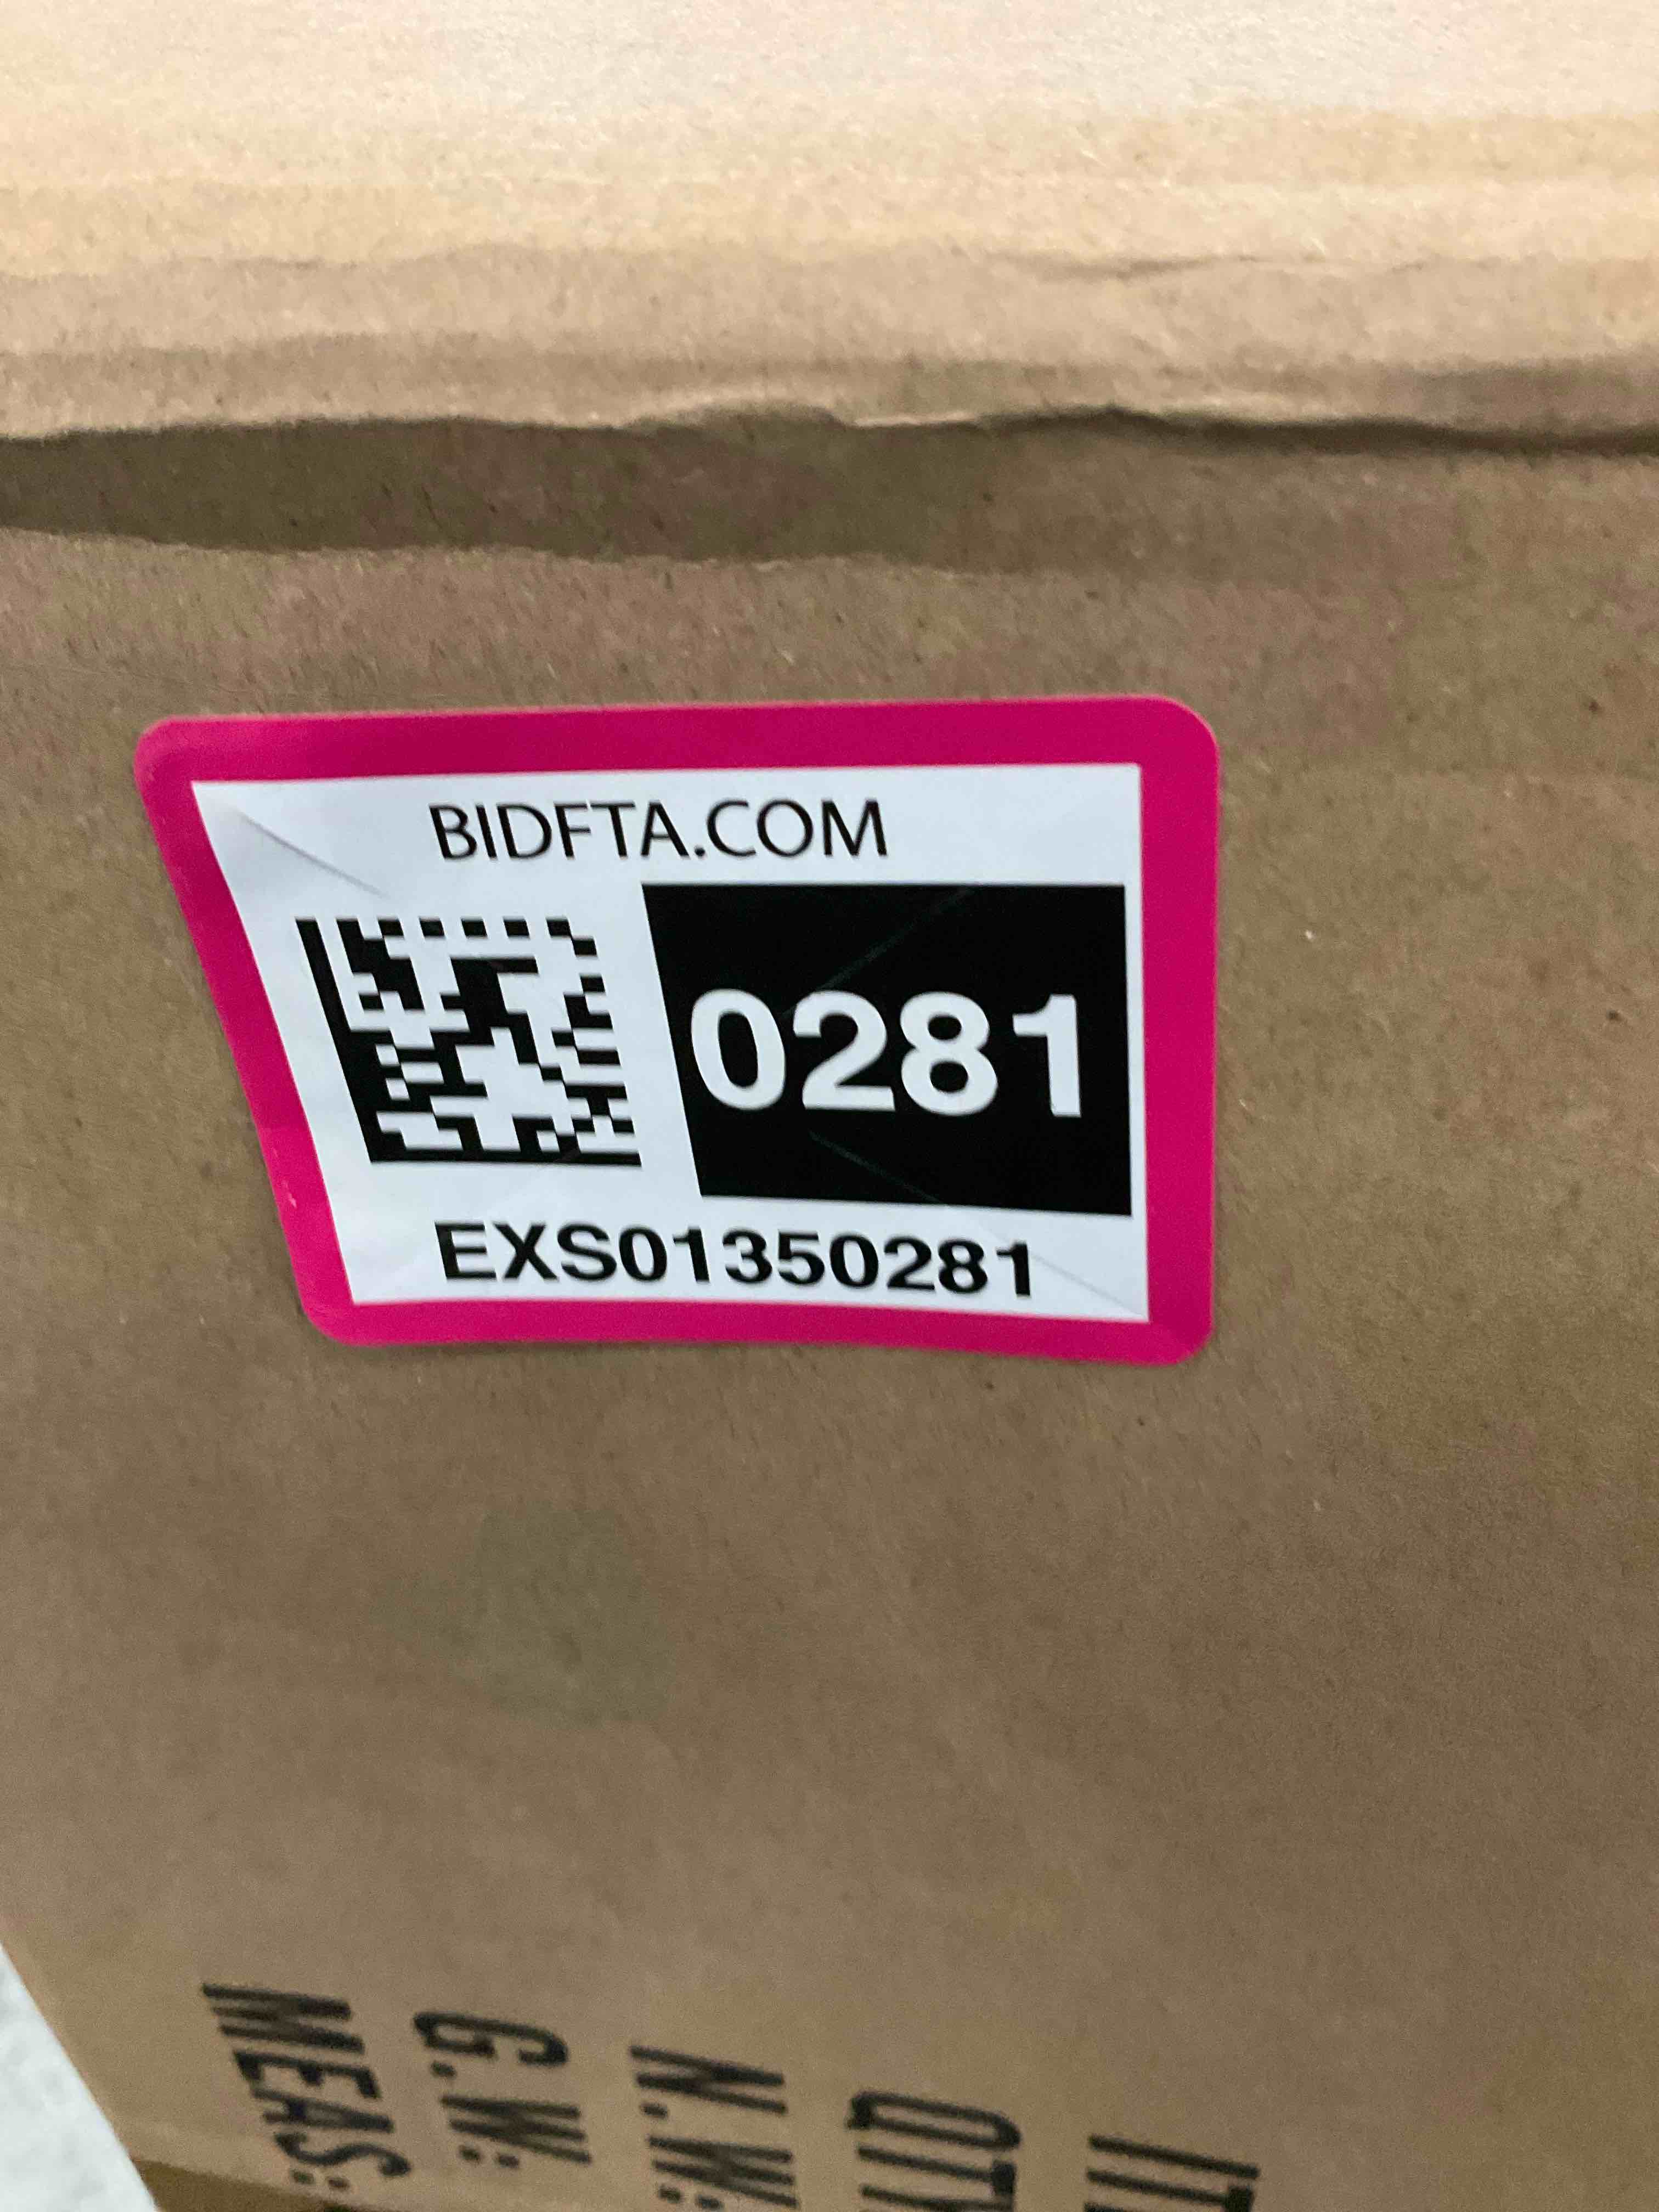 BIDFTA.COM
0281
EXS01350281
N.W:
G.W:
MEAS: